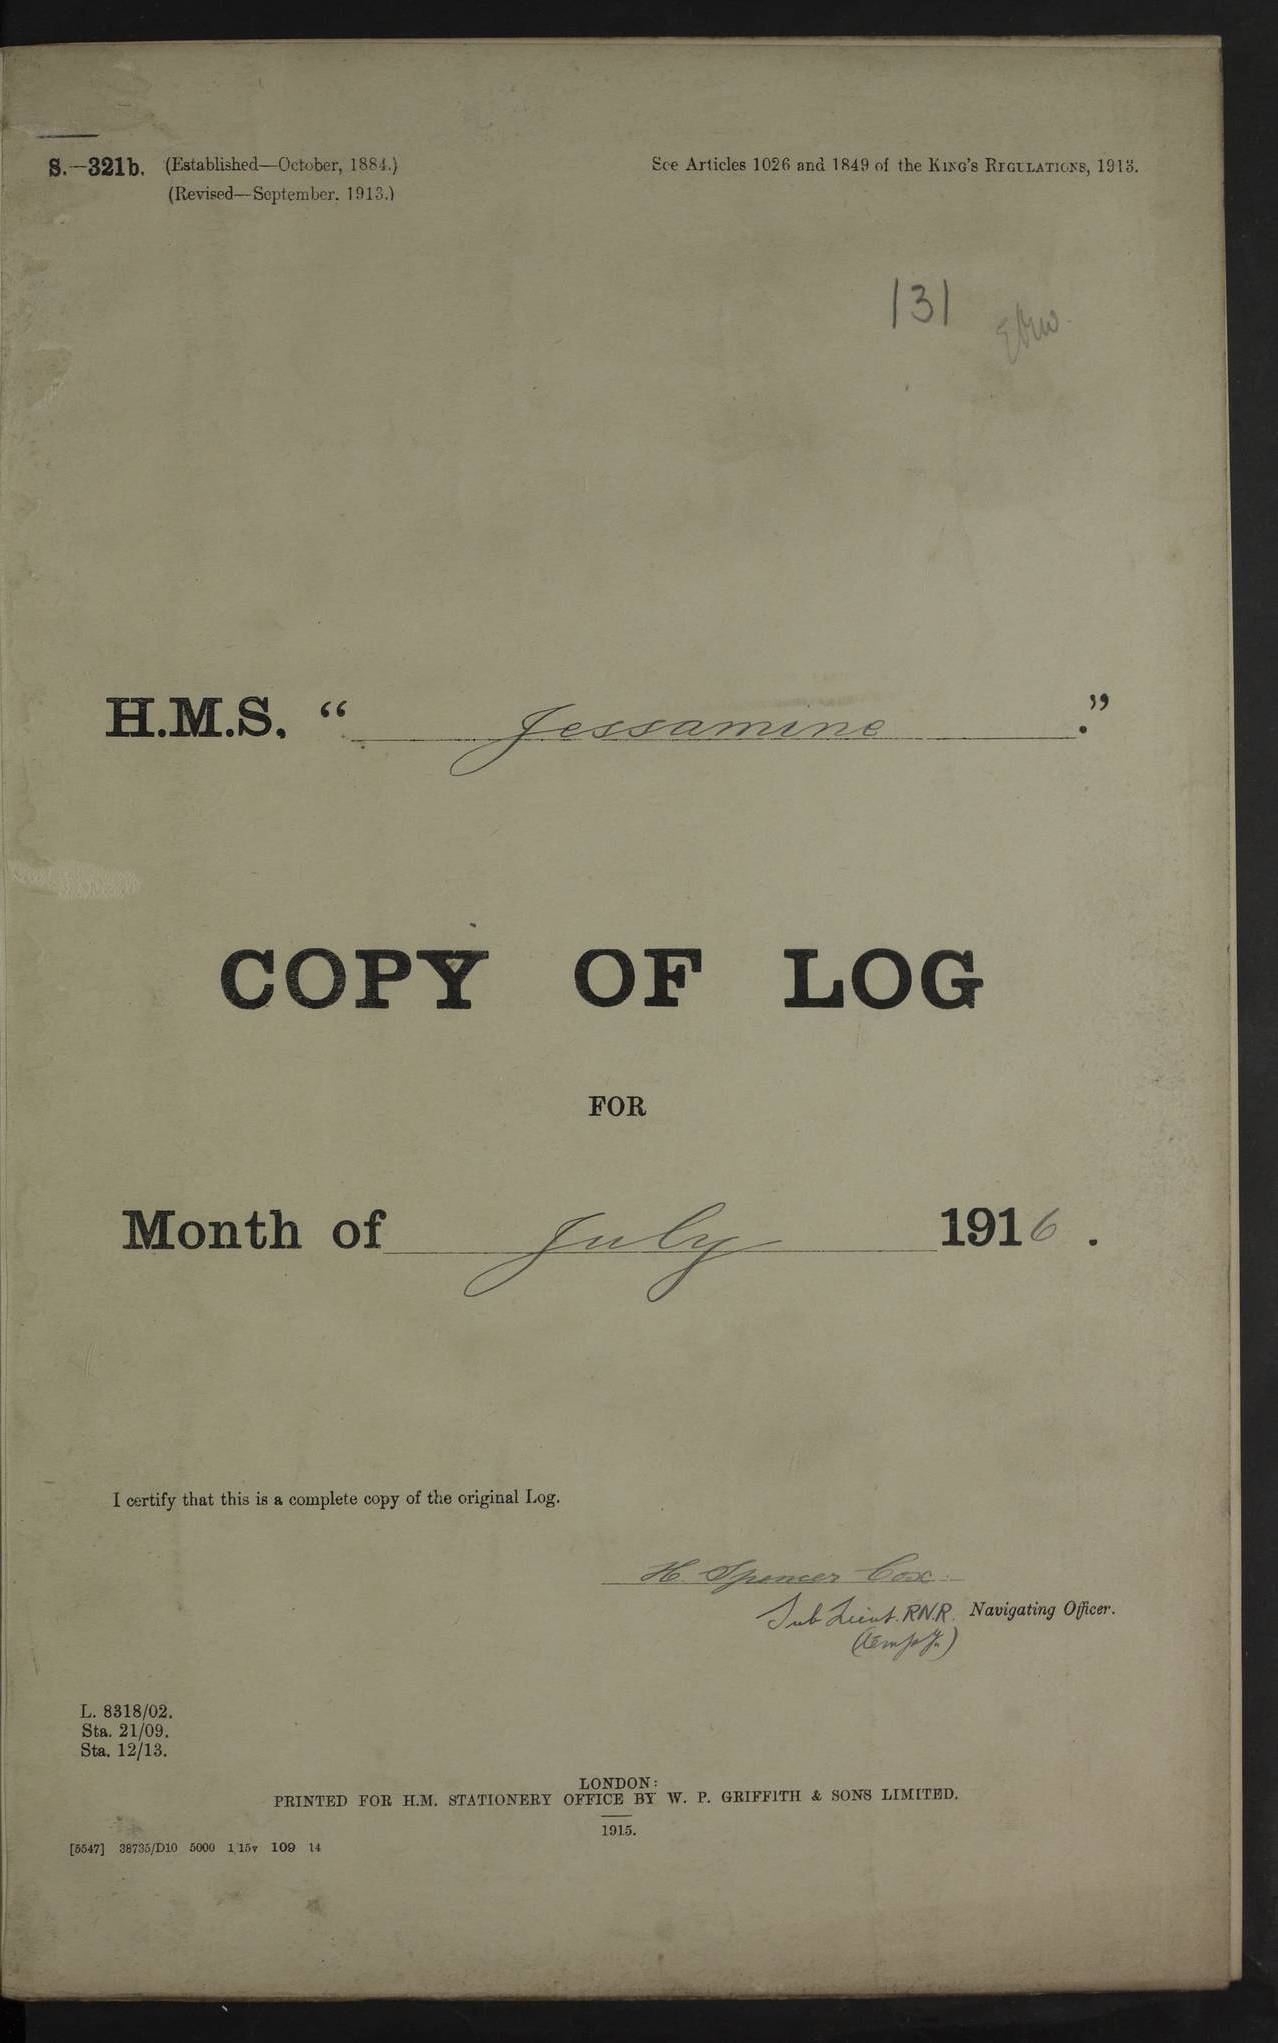 S.—321b. (Established—October, 1884.)
(Revised—September, 1913.)
See Articles 1026 and 1849 of the KING'S REGULATIONS, 1913.
131
H.M.S. “ Jessamine .”
COPY OF LOG
FOR
Month of July 1916.
I certify that this is a complete copy of the original Log.
H. Spencer Cox.
Sub Lieut. RNR. Navigating Officer.
(tempy.)
L. 8318/02.
Sta. 21/09.
Sta. 12/13.
LONDON:
PRINTED FOR H.M. STATIONERY OFFICE BY W. P. GRIFFITH & SONS LIMITED.
1915.
[5547] 38735/D10 5000 1/15v 109 14